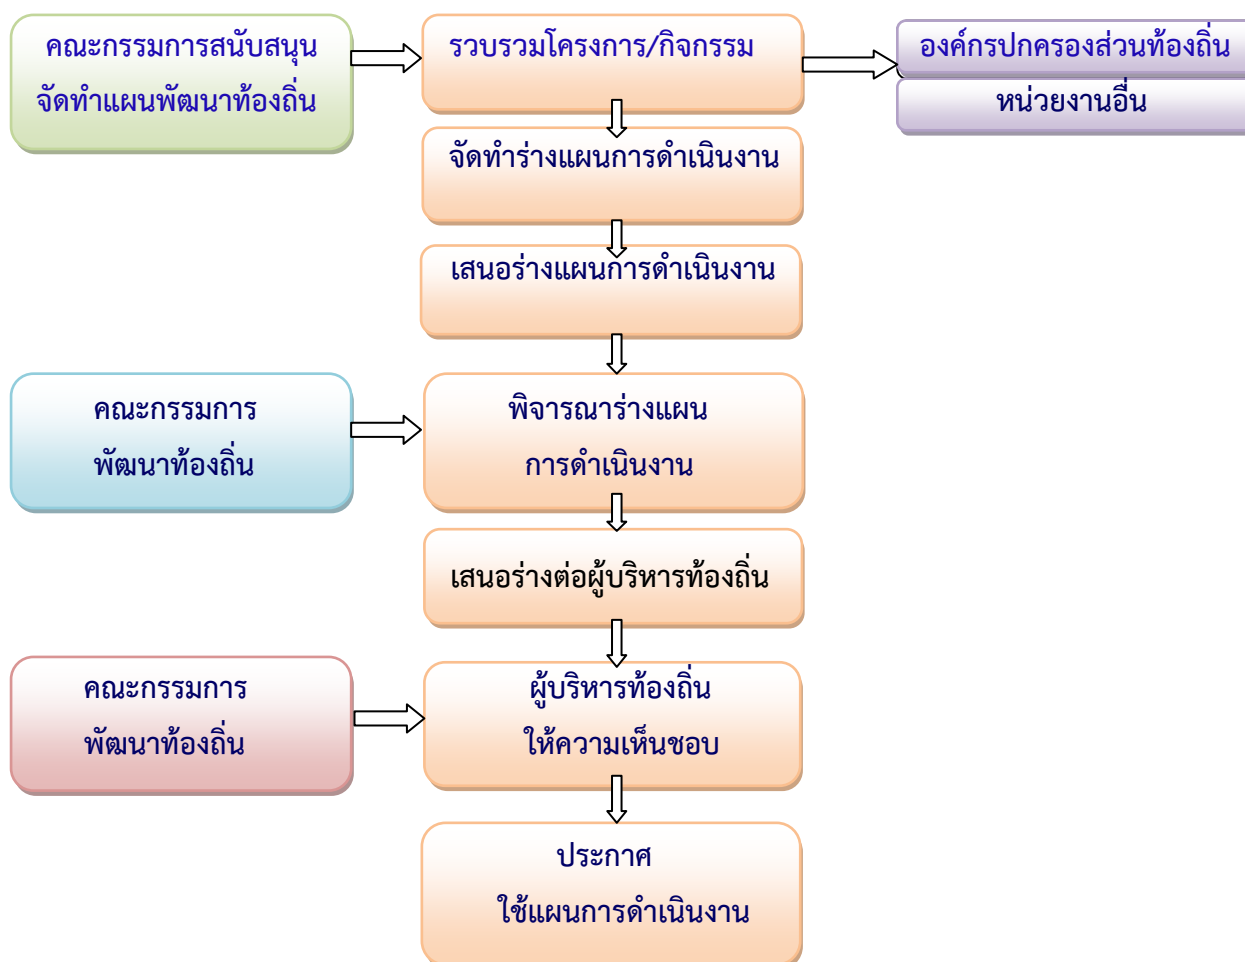 คณะกรรมการสนับสนุน
จัดทำแผนพัฒนาท้องถิ่น
รวบรวมโครงการ/กิจกรรม
องค์กรปกครองส่วนท้องถิ่น
หน่วยงานอื่น
จัดทำร่างแผนการดำเนินงาน
เสนอร่างแผนการดำเนินงาน
คณะกรรมการ
พัฒนาท้องถิ่น
พิจารณาร่างแผน
การดำเนินงาน
เสนอร่างต่อผู้บริหารท้องถิ่น
คณะกรรมการ
พัฒนาท้องถิ่น
ผู้บริหารท้องถิ่น
ให้ความเห็นชอบ
ประกาศ
ใช้แผนการดำเนินงาน